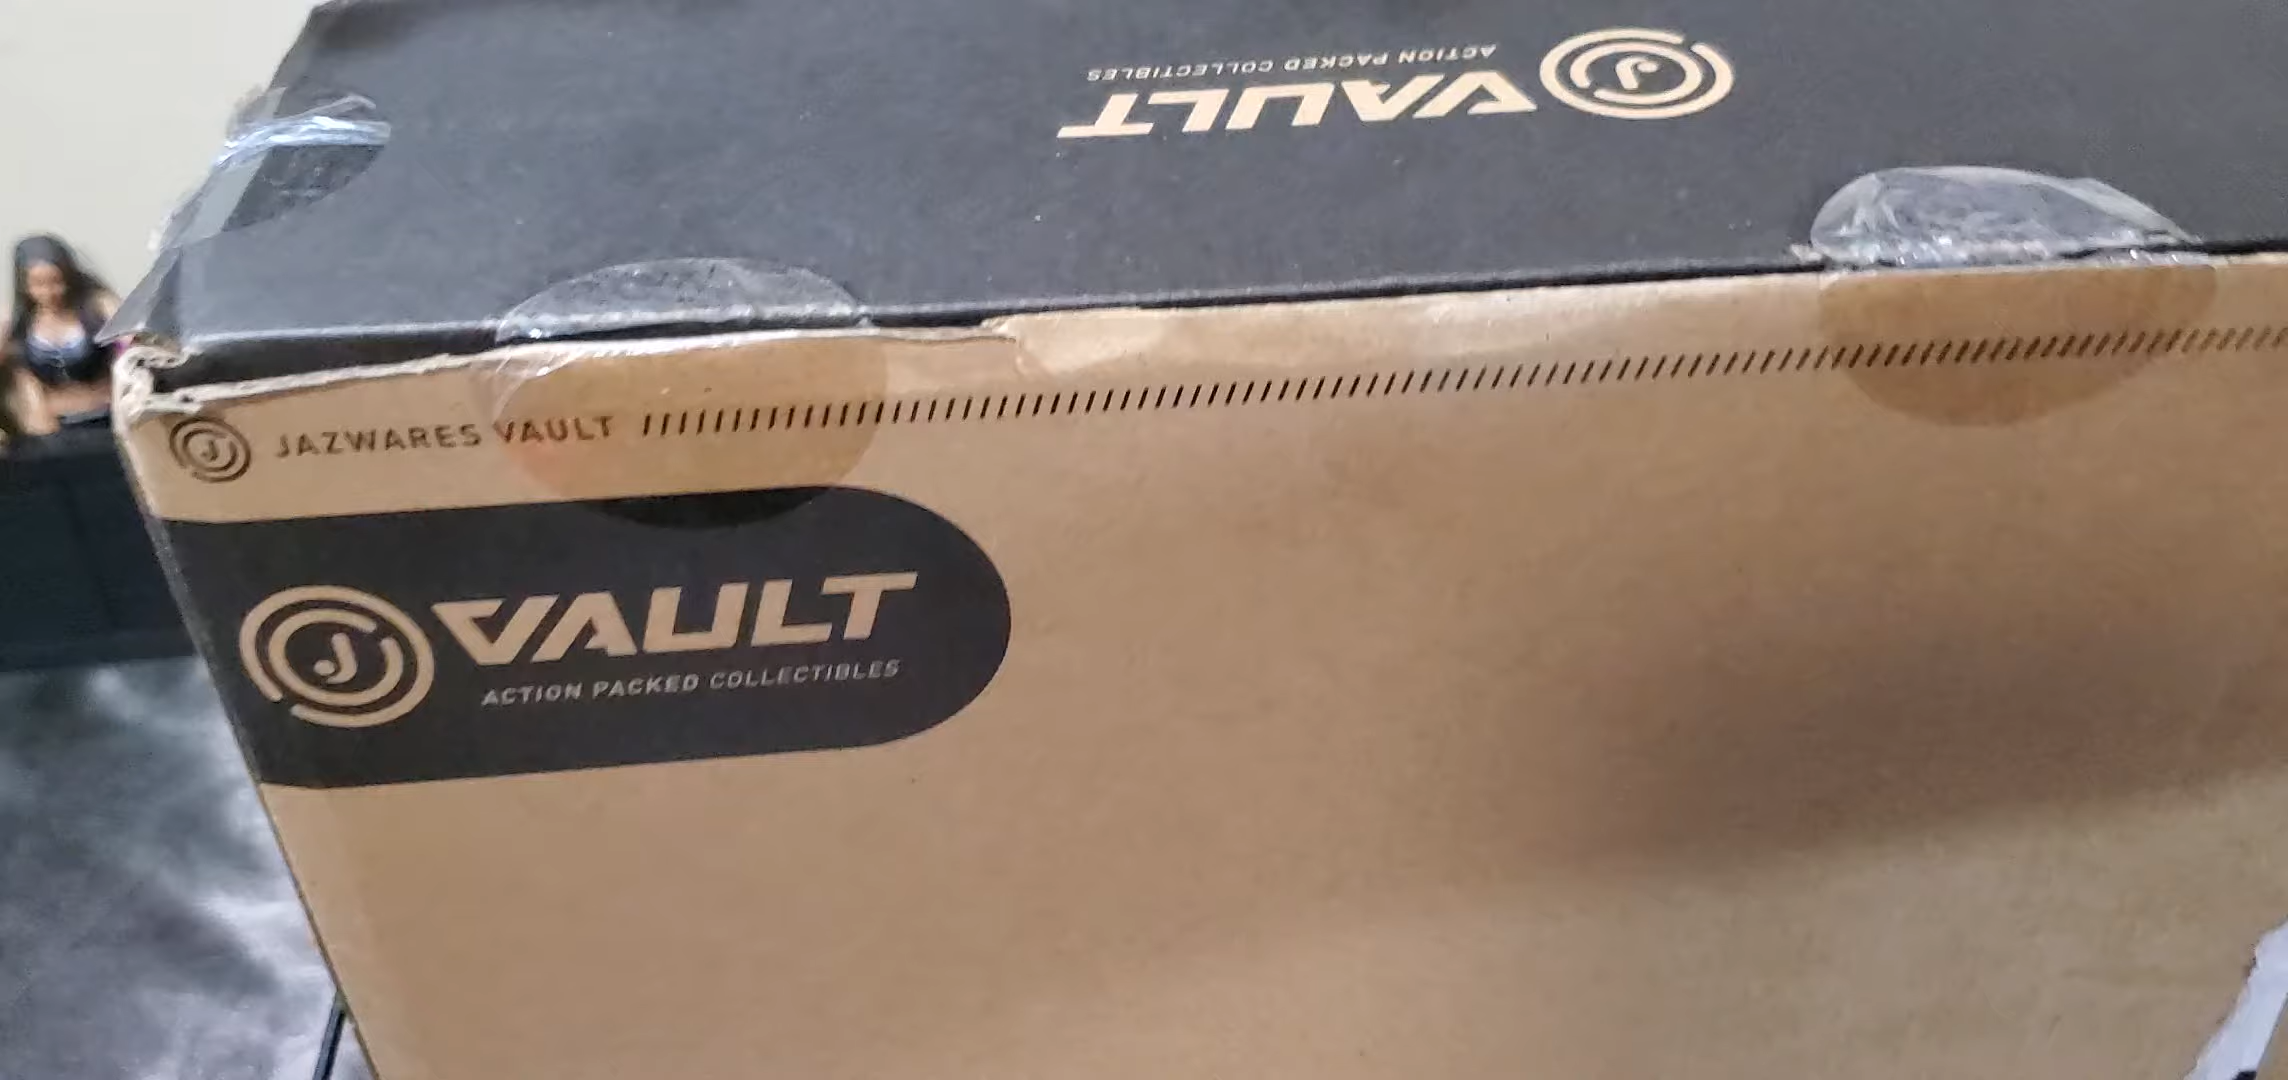 VAULT
ACTION PACKED COLLECTIBLES
JAZWARES VAULT
VAULT
ACTION PACKED COLLECTIBLES